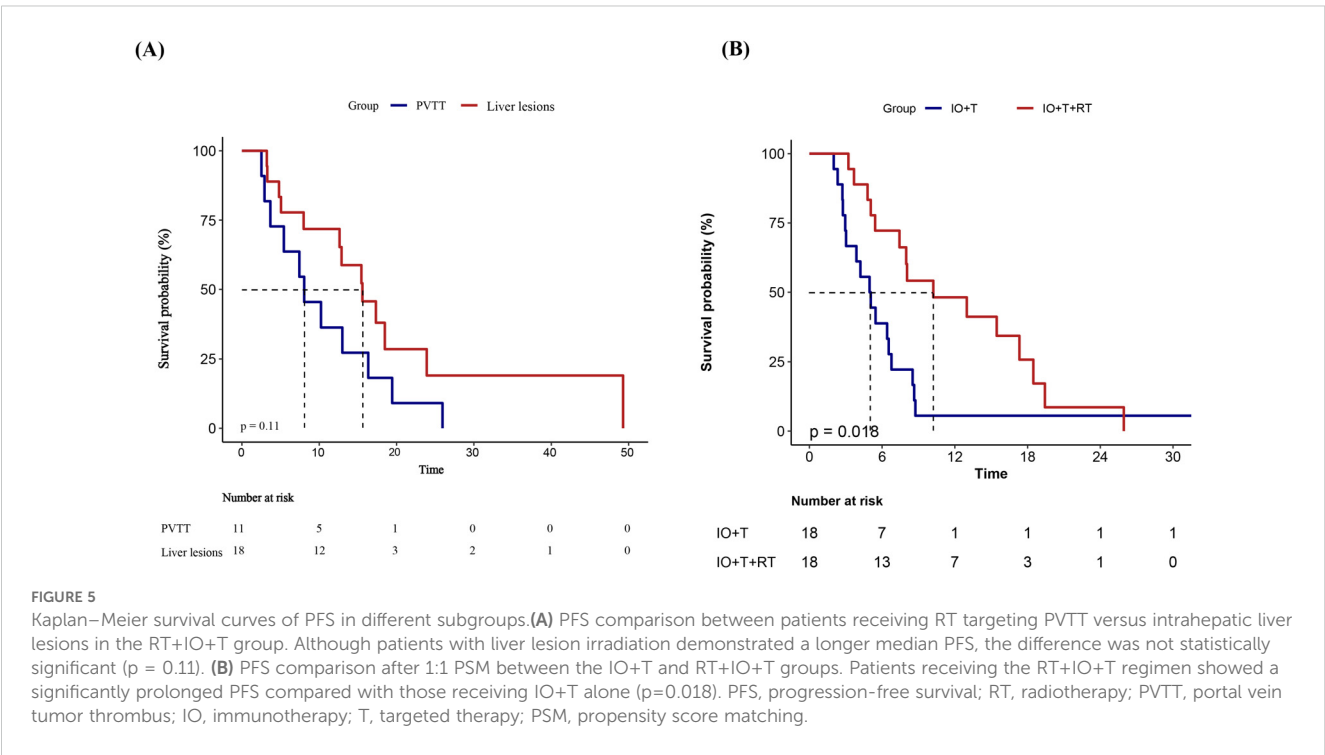 (A)
Group PVTT Liver lesions
Survival probability (%)
100
75
50
25
0
p = 0.11
0 10 20 30 40 50
Time
Number at risk
PVTT 11 5 1 0 0 0
Liver lesions 18 12 3 2 1 0
(B)
Group IO+T IO+T+RT
Survival probability (%)
100
75
50
25
0
p = 0.018
0 6 12 18 24 30
Time
Number at risk
IO+T 18 7 1 1 1 1
IO+T+RT 18 13 7 3 1 0
FIGURE 5
Kaplan–Meier survival curves of PFS in different subgroups.(A) PFS comparison between patients receiving RT targeting PVTT versus intrahepatic liver
lesions in the RT+IO+T group. Although patients with liver lesion irradiation demonstrated a longer median PFS, the difference was not statistically
significant (p = 0.11). (B) PFS comparison after 1:1 PSM between the IO+T and RT+IO+T groups. Patients receiving the RT+IO+T regimen showed a
significantly prolonged PFS compared with those receiving IO+T alone (p=0.018). PFS, progression-free survival; RT, radiotherapy; PVTT, portal vein
tumor thrombus; IO, immunotherapy; T, targeted therapy; PSM, propensity score matching.